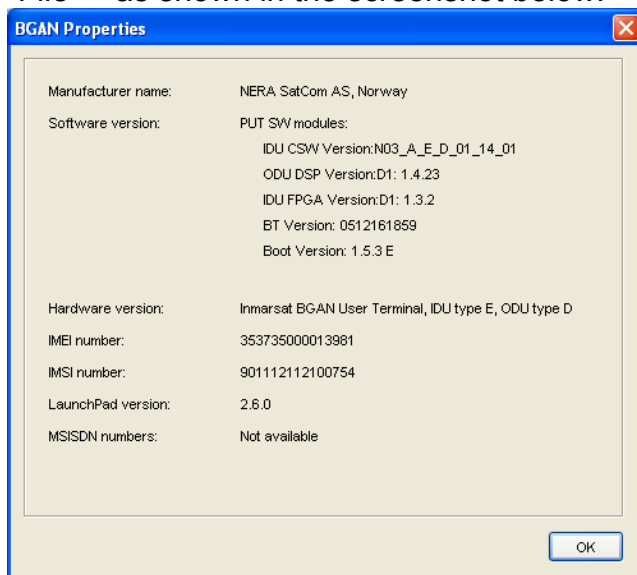 as shown in the screenshot below.
BGAN Properties
Manufacturer name: NERA SatCom AS, Norway
Software version: PUT SW modules:
IDU CSW Version:N03_A_E_D_01_14_01
ODU DSP Version:D1: 1.4.23
IDU FPGA Version:D1: 1.3.2
BT Version: 0512161859
Boot Version: 1.5.3 E
Hardware version: Inmarsat BGAN User Terminal, IDU type E, ODU type D
IMEI number: 353735000013981
IMSI number: 901112112100754
LaunchPad version: 2.6.0
MSISDN numbers: Not available
OK